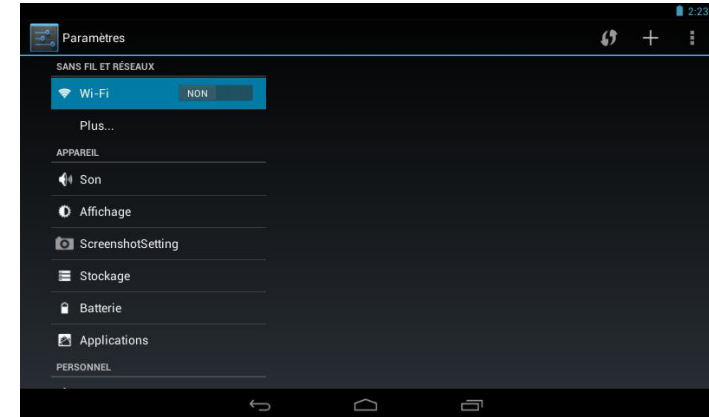 2:23
Paramètres
SANS FIL ET RÉSEAUX
Wi-Fi NON
Plus...
APPAREIL
Son
Affichage
ScreenshotSetting
Stockage
Batterie
Applications
PERSONNEL